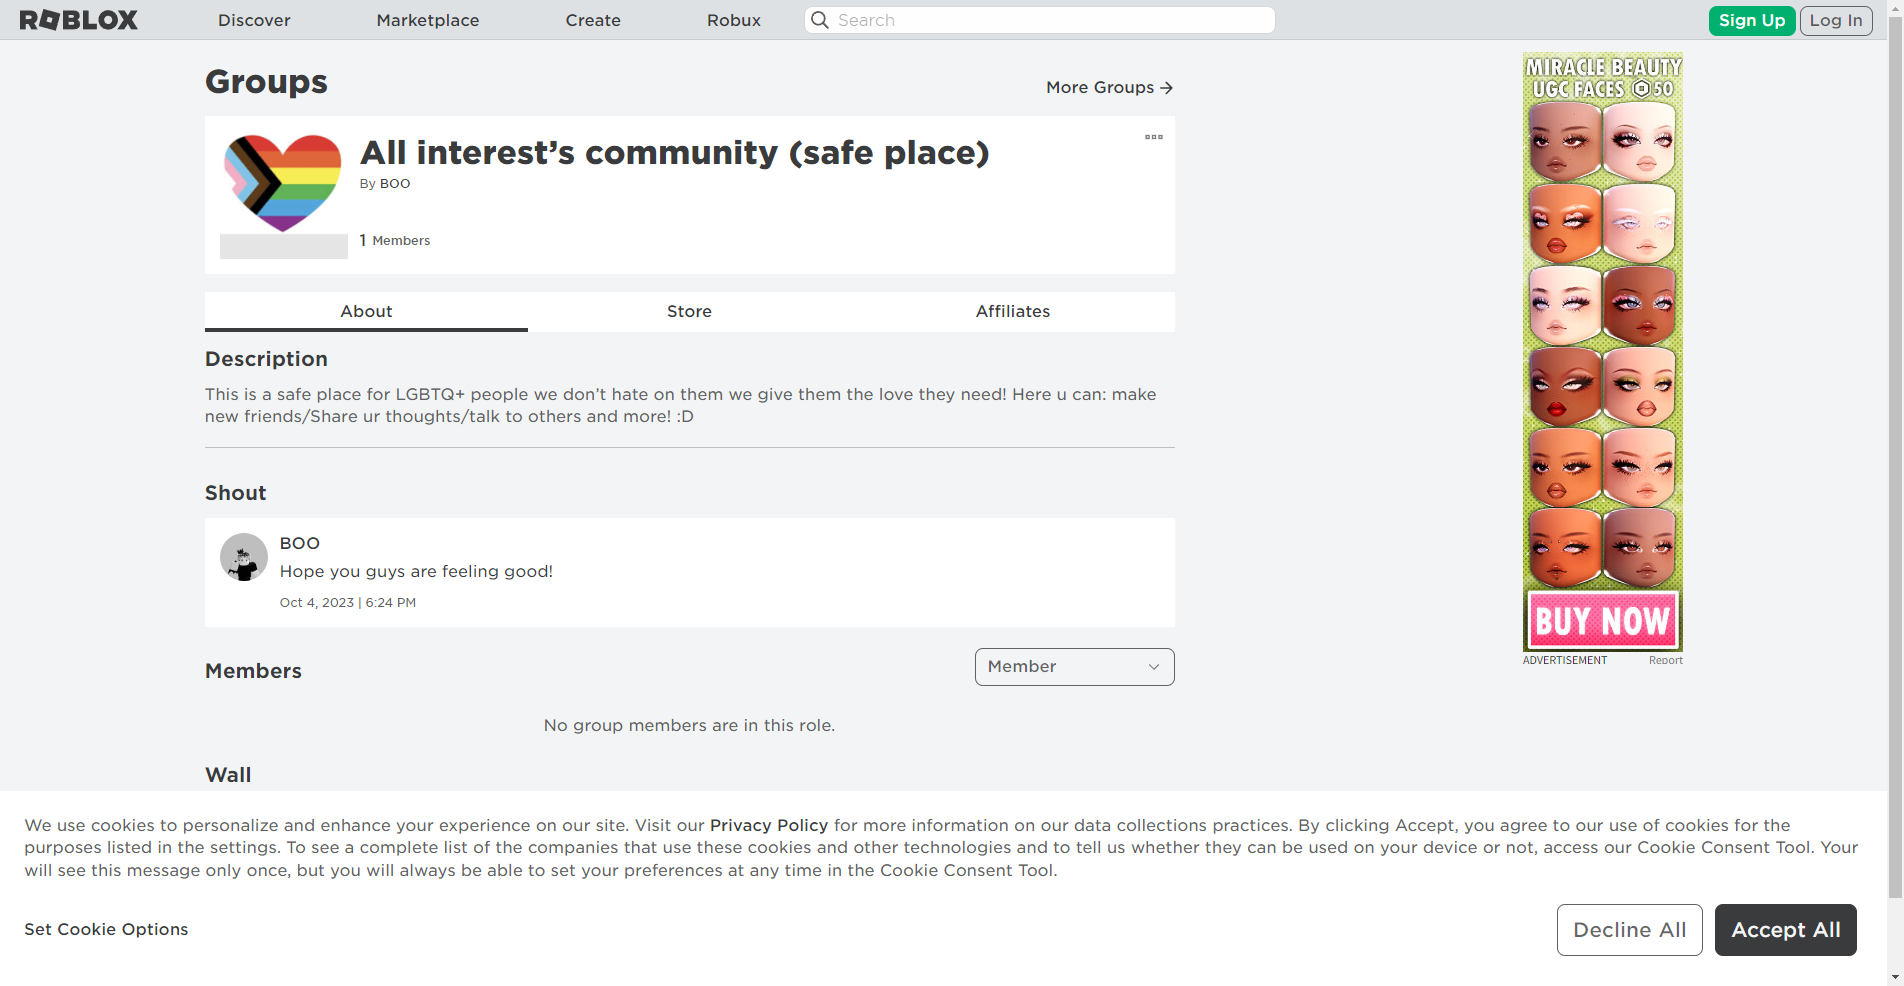 ROBLOX
Discover
Marketplace
Create
Robux
Search
Sign Up
Log In
Groups
More Groups →
All interest’s community (safe place)
By BOO
1 Members
About
Store
Affiliates
Description
This is a safe place for LGBTQ+ people we don’t hate on them we give them the love they need! Here u can: make
new friends/Share ur thoughts/talk to others and more! :D
Shout
BOO
Hope you guys are feeling good!
Oct 4, 2023 | 6:24 PM
Members
Member
No group members are in this role.
Wall
MIRACLE BEAUTY
UGC FACES 50
BUY NOW
ADVERTISEMENT
Report
We use cookies to personalize and enhance your experience on our site. Visit our Privacy Policy for more information on our data collections practices. By clicking Accept, you agree to our use of cookies for the
purposes listed in the settings. To see a complete list of the companies that use these cookies and other technologies and to tell us whether they can be used on your device or not, access our Cookie Consent Tool. Your
will see this message only once, but you will always be able to set your preferences at any time in the Cookie Consent Tool.
Set Cookie Options
Decline All
Accept All